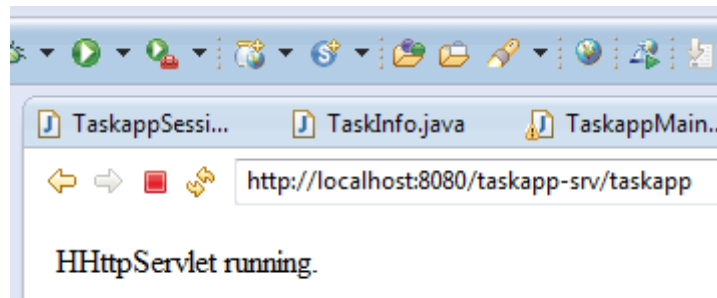 TaskappSessi... TaskInfo.java TaskappMain..
http://localhost:8080/taskapp-srv/taskapp
HHttpServlet running.